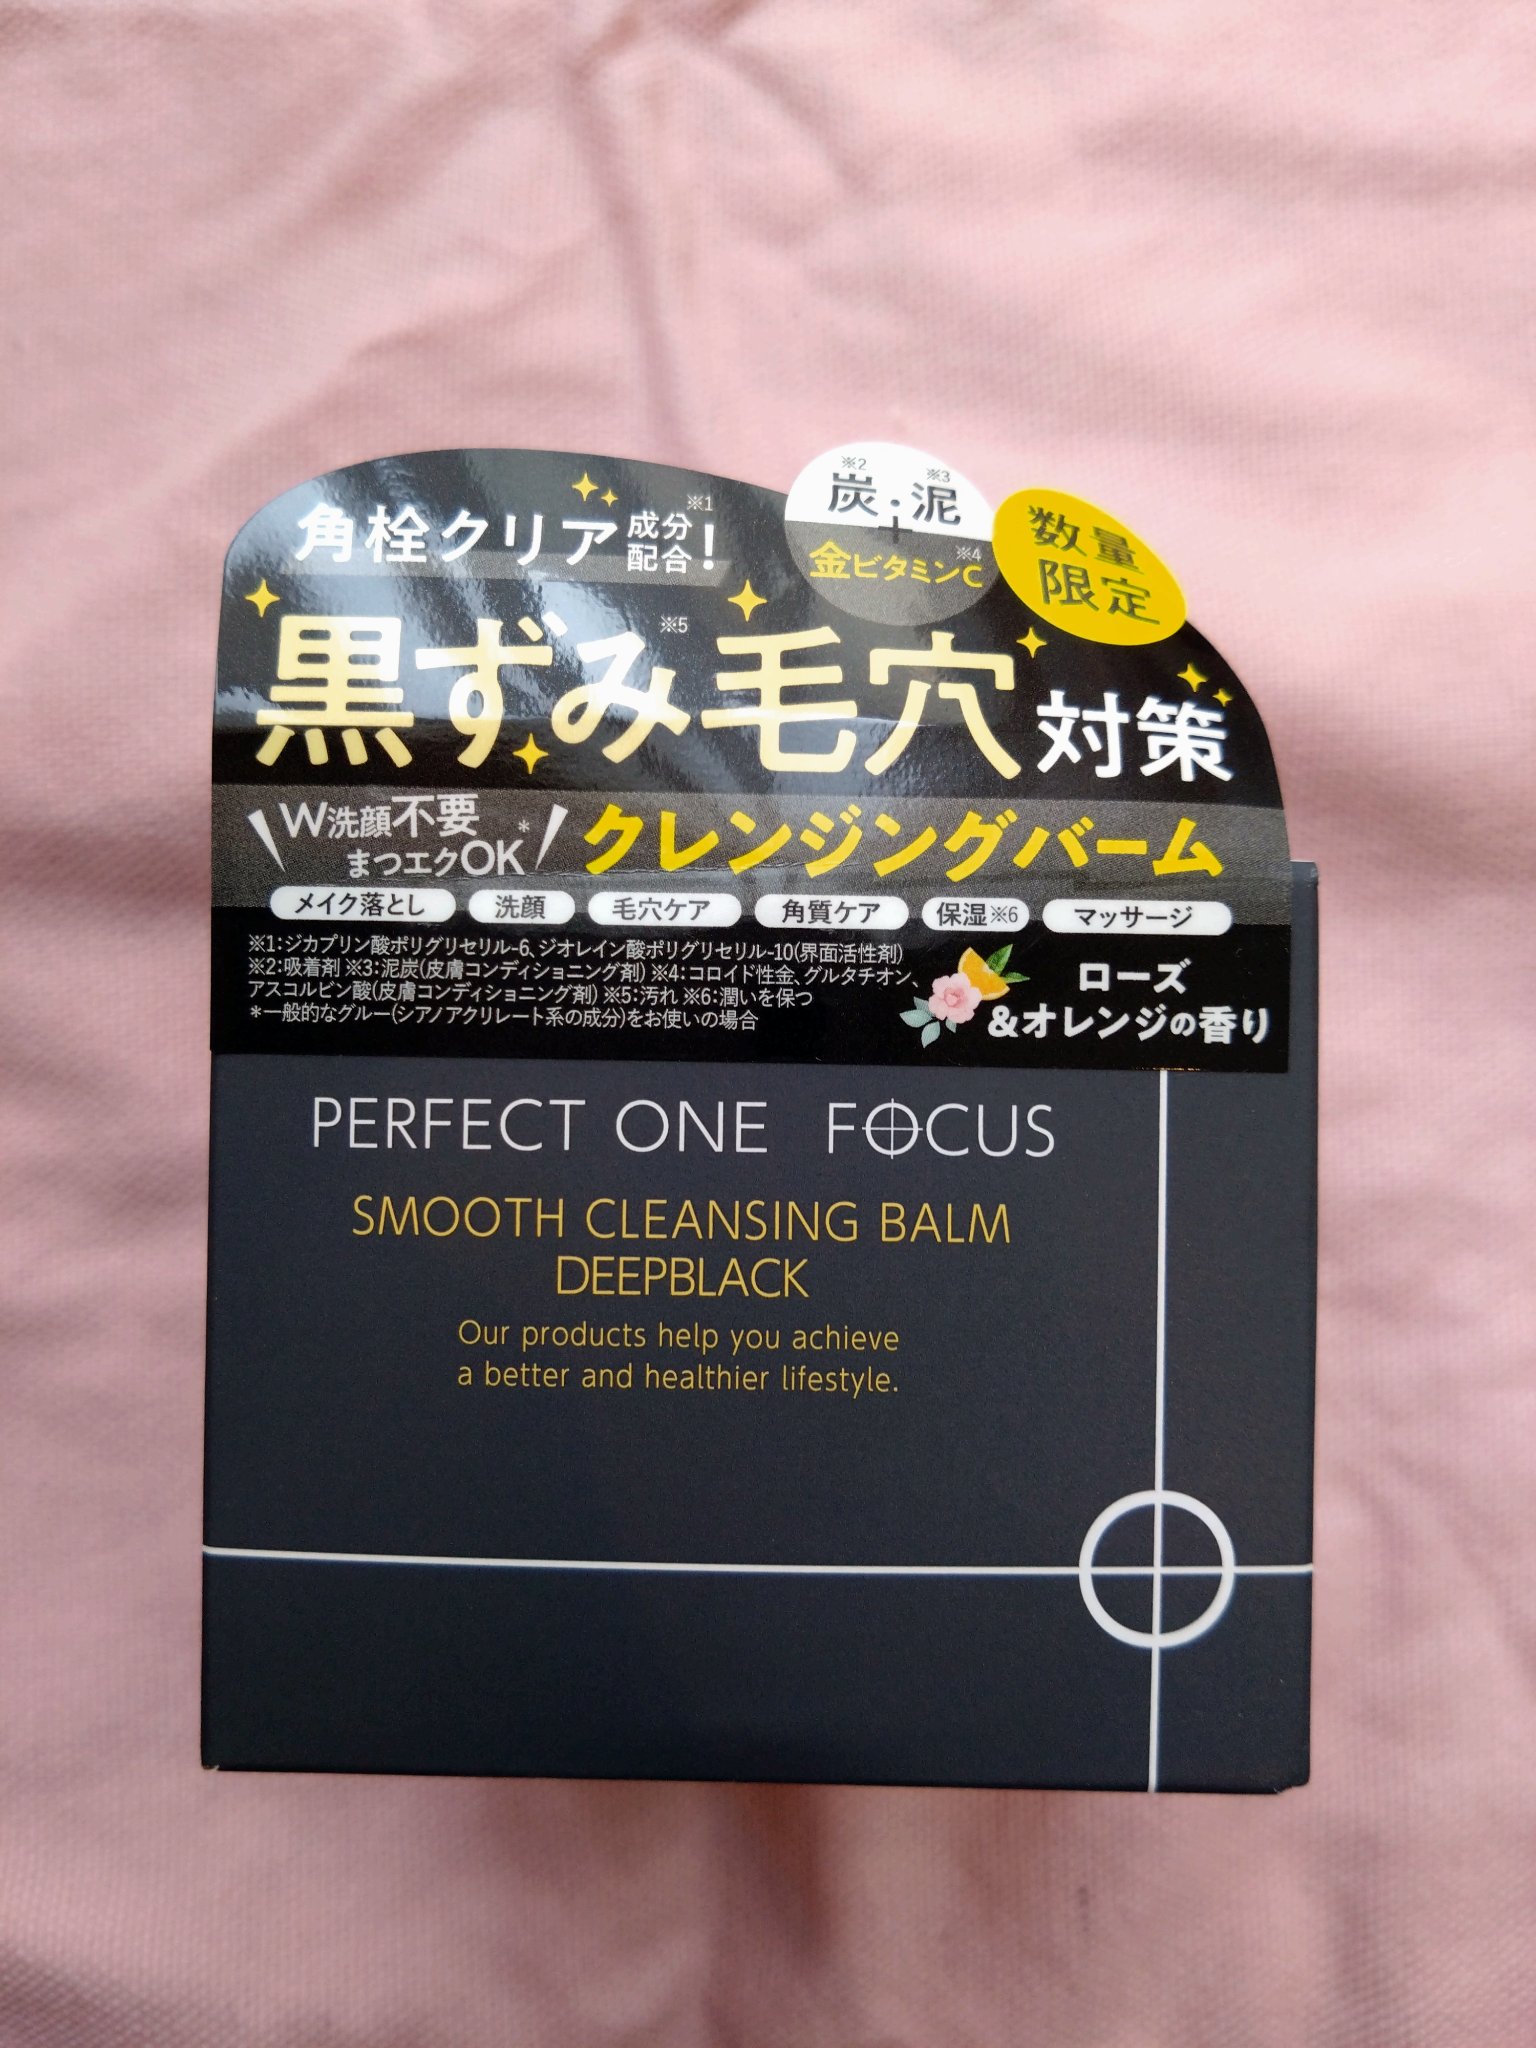 角栓クリア成分配合※1!
※2 ※3
炭・泥
+
金ビタミンC※4
数量
限定
黒ずみ※5毛穴対策
W洗顔不要
まつエクOK*
クレンジングバーム
メイク落とし 洗顔 毛穴ケア 角質ケア 保湿※6 マッサージ
※1:ジカプリン酸ポリグリセリル-6、ジオレイン酸ポリグリセリル-10(界面活性剤)
※2:吸着剤 ※3:泥炭(皮膚コンディショニング剤) ※4:コロイド性金、グルタチオン、
アスコルビン酸(皮膚コンディショニング剤) ※5:汚れ ※6:潤いを保つ
*一般的なグルー(シアノアクリレート系の成分)をお使いの場合
ローズ
&オレンジの香り
PERFECT ONE FOCUS
SMOOTH CLEANSING BALM
DEEPBLACK
Our products help you achieve
a better and healthier lifestyle.